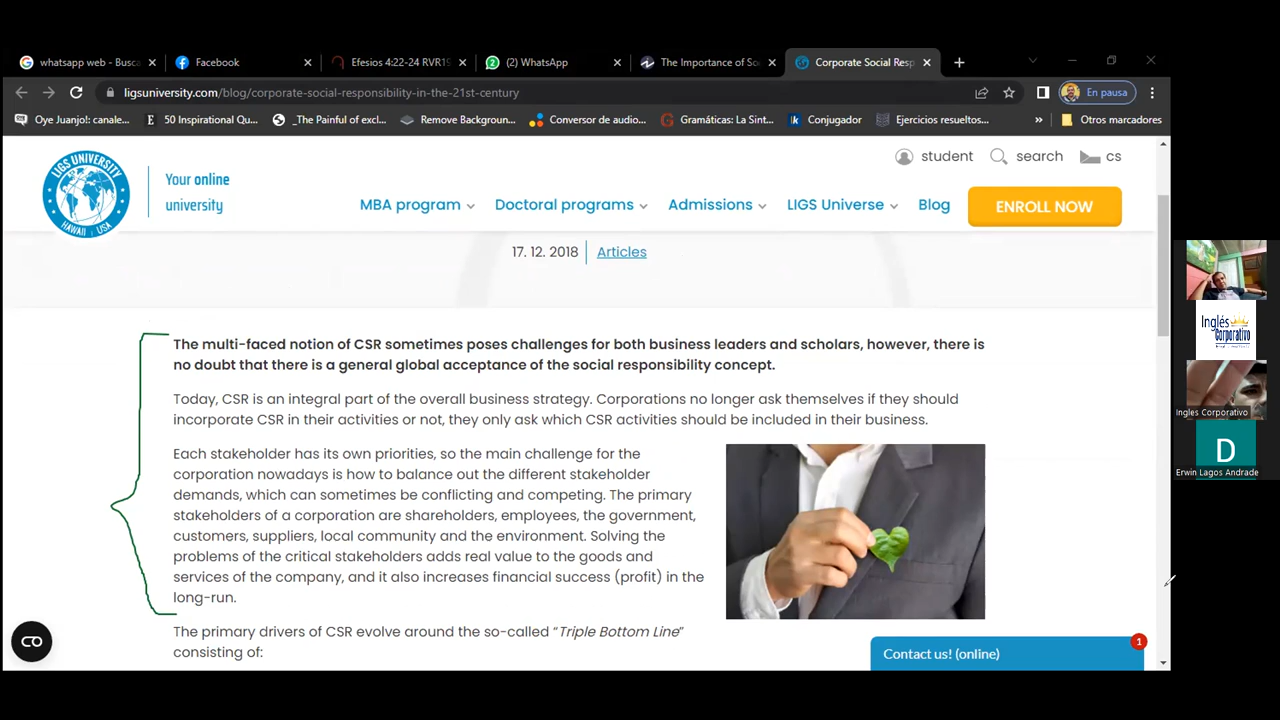 whatsapp web - Busca
Facebook
Efesios 4:22-24 RVR19
(2) WhatsApp
The Importance of So
Corporate Social Resp
ligsuniversity.com/blog/corporate-social-responsibility-in-the-21st-century
En pausa
Oye Juanjo!: canale...
50 Inspirational Qu...
_The Painful of excl...
Remove Backgroun...
Conversor de audio...
Gramáticas: La Sint...
Conjugador
Ejercicios resueltos...
»
Otros marcadores
LIGS UNIVERSITY
HAWAII USA
Your online
university
student
search
cs
MBA program
Doctoral programs
Admissions
LIGS Universe
Blog
ENROLL NOW
17. 12. 2018
Articles
The multi-faced notion of CSR sometimes poses challenges for both business leaders and scholars, however, there is
no doubt that there is a general global acceptance of the social responsibility concept.
Today, CSR is an integral part of the overall business strategy. Corporations no longer ask themselves if they should
incorporate CSR in their activities or not, they only ask which CSR activities should be included in their business.
Each stakeholder has its own priorities, so the main challenge for the
corporation nowadays is how to balance out the different stakeholder
demands, which can sometimes be conflicting and competing. The primary
stakeholders of a corporation are shareholders, employees, the government,
customers, suppliers, local community and the environment. Solving the
problems of the critical stakeholders adds real value to the goods and
services of the company, and it also increases financial success (profit) in the
long-run.
The primary drivers of CSR evolve around the so-called “Triple Bottom Line”
consisting of:
Contact us! (online)
1
Inglés
Corporativo
Ingles Corporativo
D
Erwin Lagos Andrade